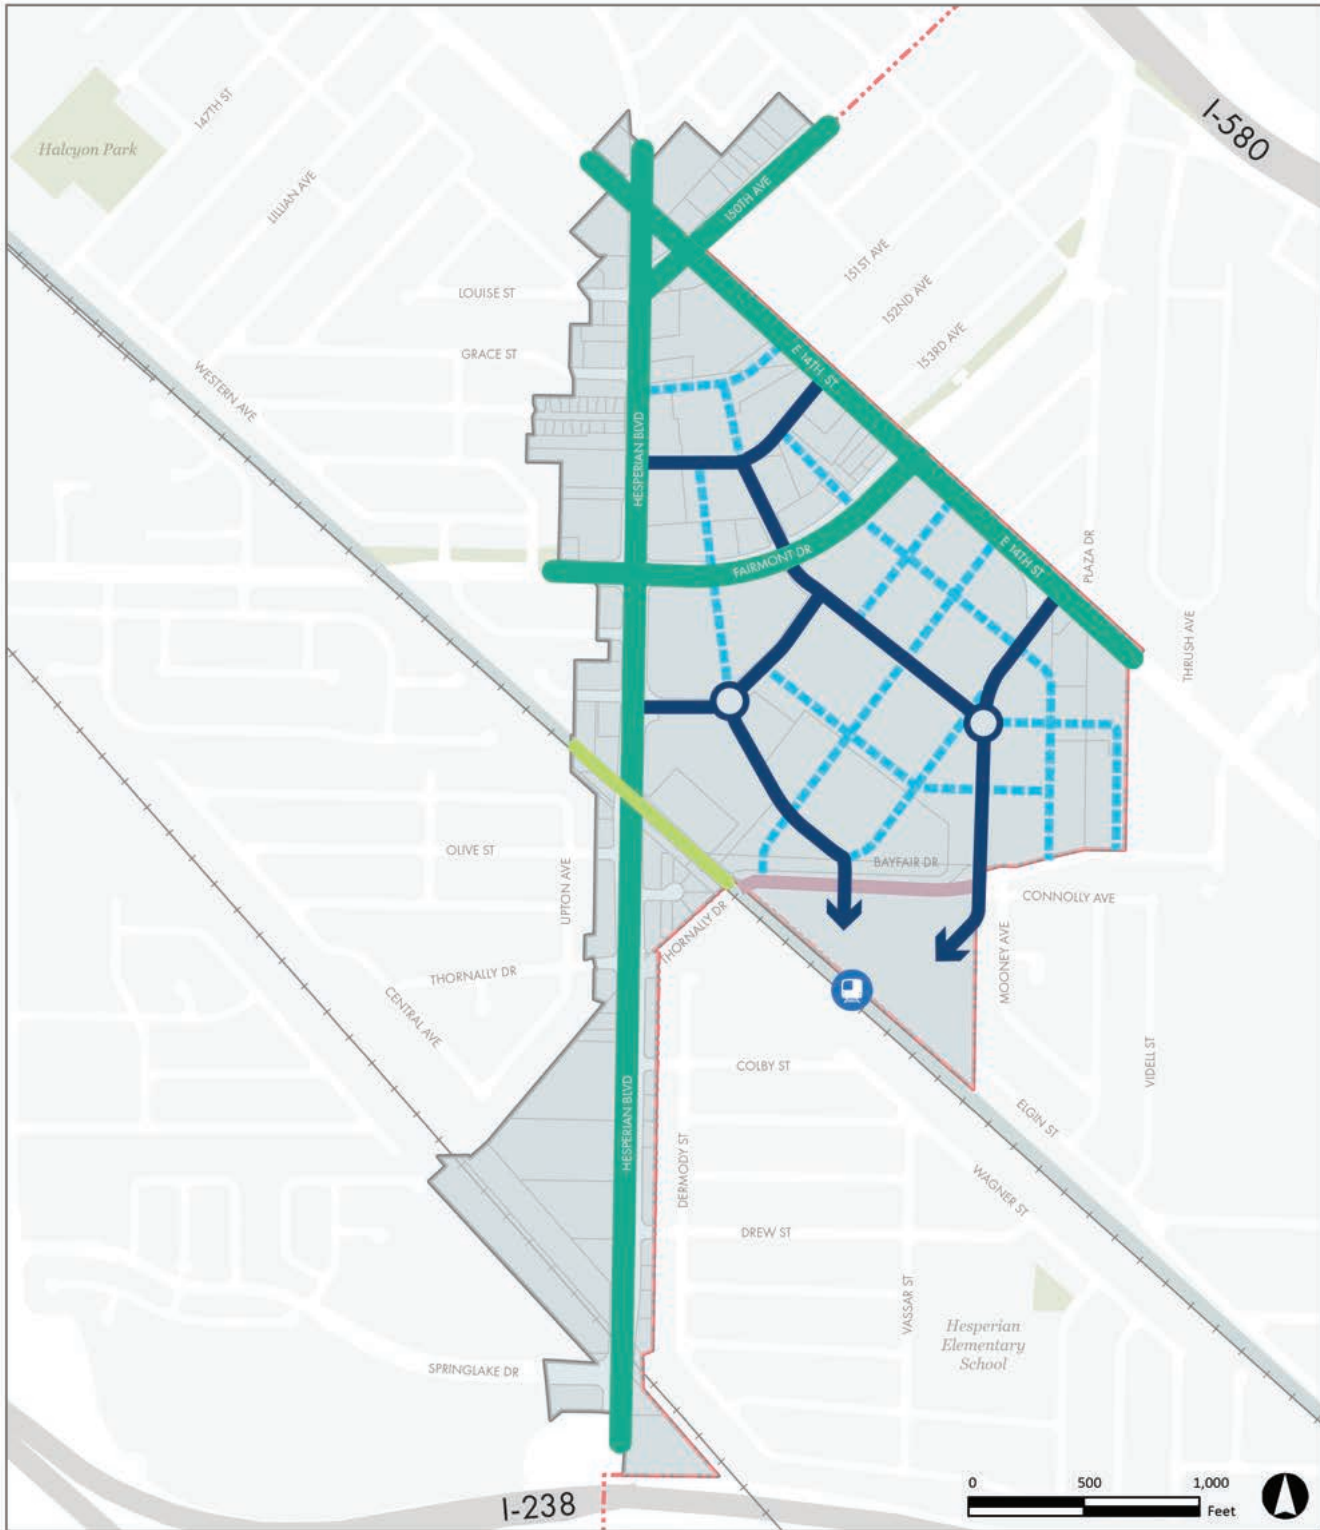 I-580
147TH ST
Halcyon Park
LILLIAN AVE
150TH AVE
151ST AVE
152ND AVE
153RD AVE
LOUISE ST
GRACE ST
WESTERN AVE
E 14TH ST
HESPERIAN BLVD
FAIRMONT DR
E 14TH ST
PLAZA DR
THRUSH AVE
OLIVE ST
UPTON AVE
BAYFAIR DR
CONNOLLY AVE
THORNALLY DR
MOONEY AVE
THORNALLY DR
CENTRAL AVE
COLBY ST
VIDELL ST
ELGIN ST
HESPERIAN BLVD
DERMODY ST
WAGNER ST
DREW ST
VASSAR ST
Hesperian
Elementary
School
SPRINGLAKE DR
I-238
0 500 1,000
Feet